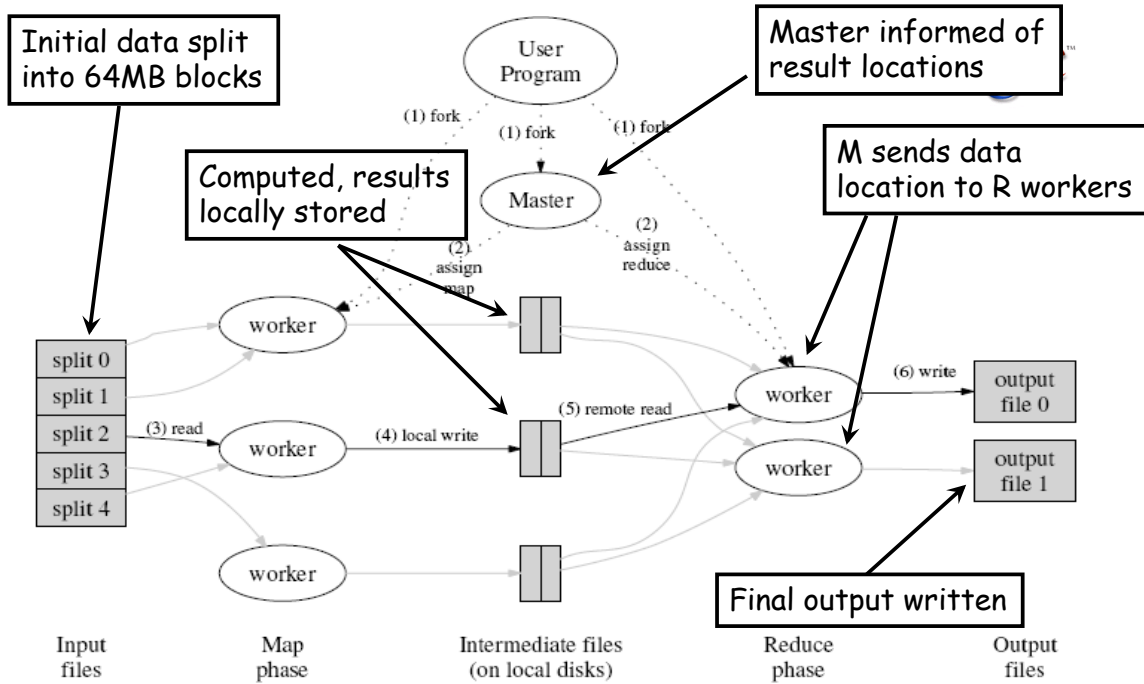 Initial data split
into 64MB blocks
User
Program
Master informed of
result locations
™
(1) fork
(1) fork
(1) fork
M sends data
location to R workers
Computed, results
locally stored
Master
(2)
assign
map
(2)
assign
reduce
worker
split 0
split 1
split 2
split 3
split 4
(3) read
worker
(4) local write
(5) remote read
worker
(6) write
output
file 0
worker
output
file 1
worker
Final output written
Input
files
Map
phase
Intermediate files
(on local disks)
Reduce
phase
Output
files